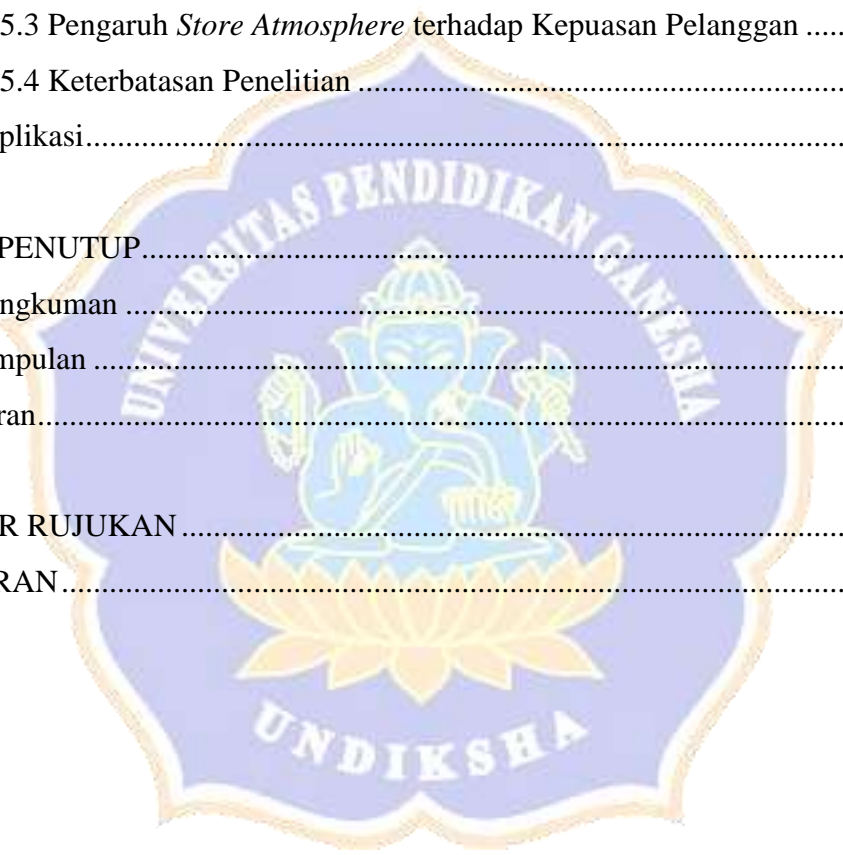 5.3 Pengaruh Store Atmosphere terhadap Kepuasan Pelanggan .....
5.4 Keterbatasan Penelitian ..................................................................
plikasi.........................................................................................................
UNIVERSITAS PENDIDIKAN GANESHA
PENUTUP.................................................................................................
ngkuman ...................................................................................................
mpulan .......................................................................................................
ran...............................................................................................................
R RUJUKAN ............................................................................................
RAN............................................................................................................
UNDIKSHA